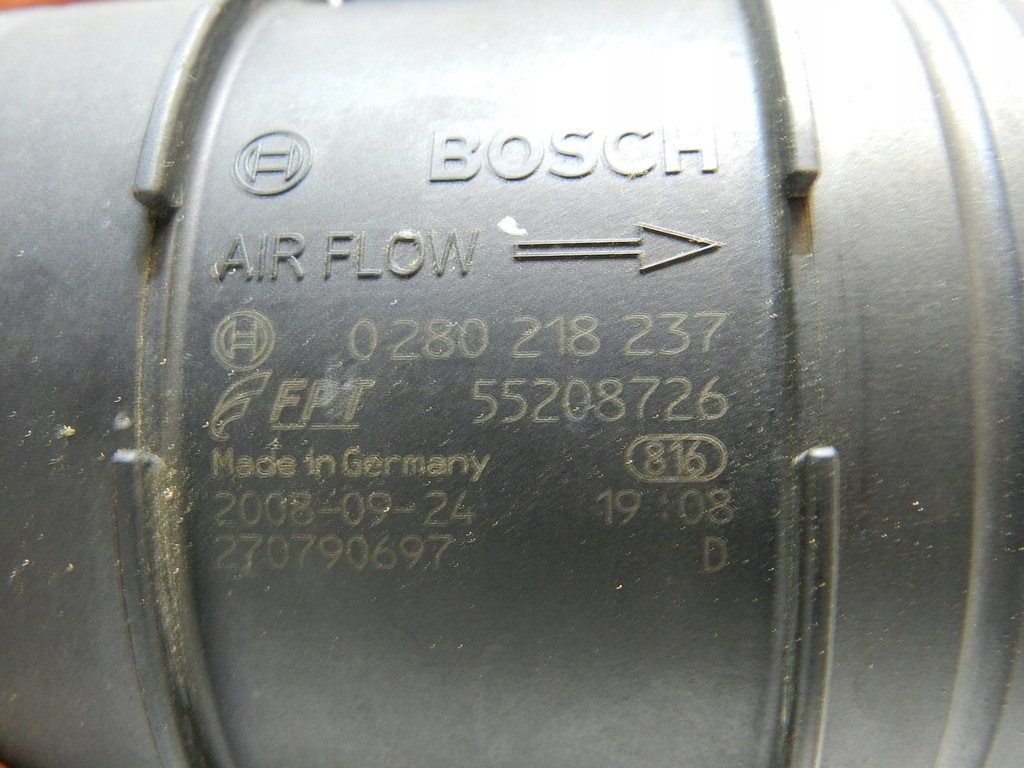 BOSCH
AIR FLOW
0 280 218 237
FPT 55208726
Made in Germany 816
2008-09-24 19:08
270790697 D